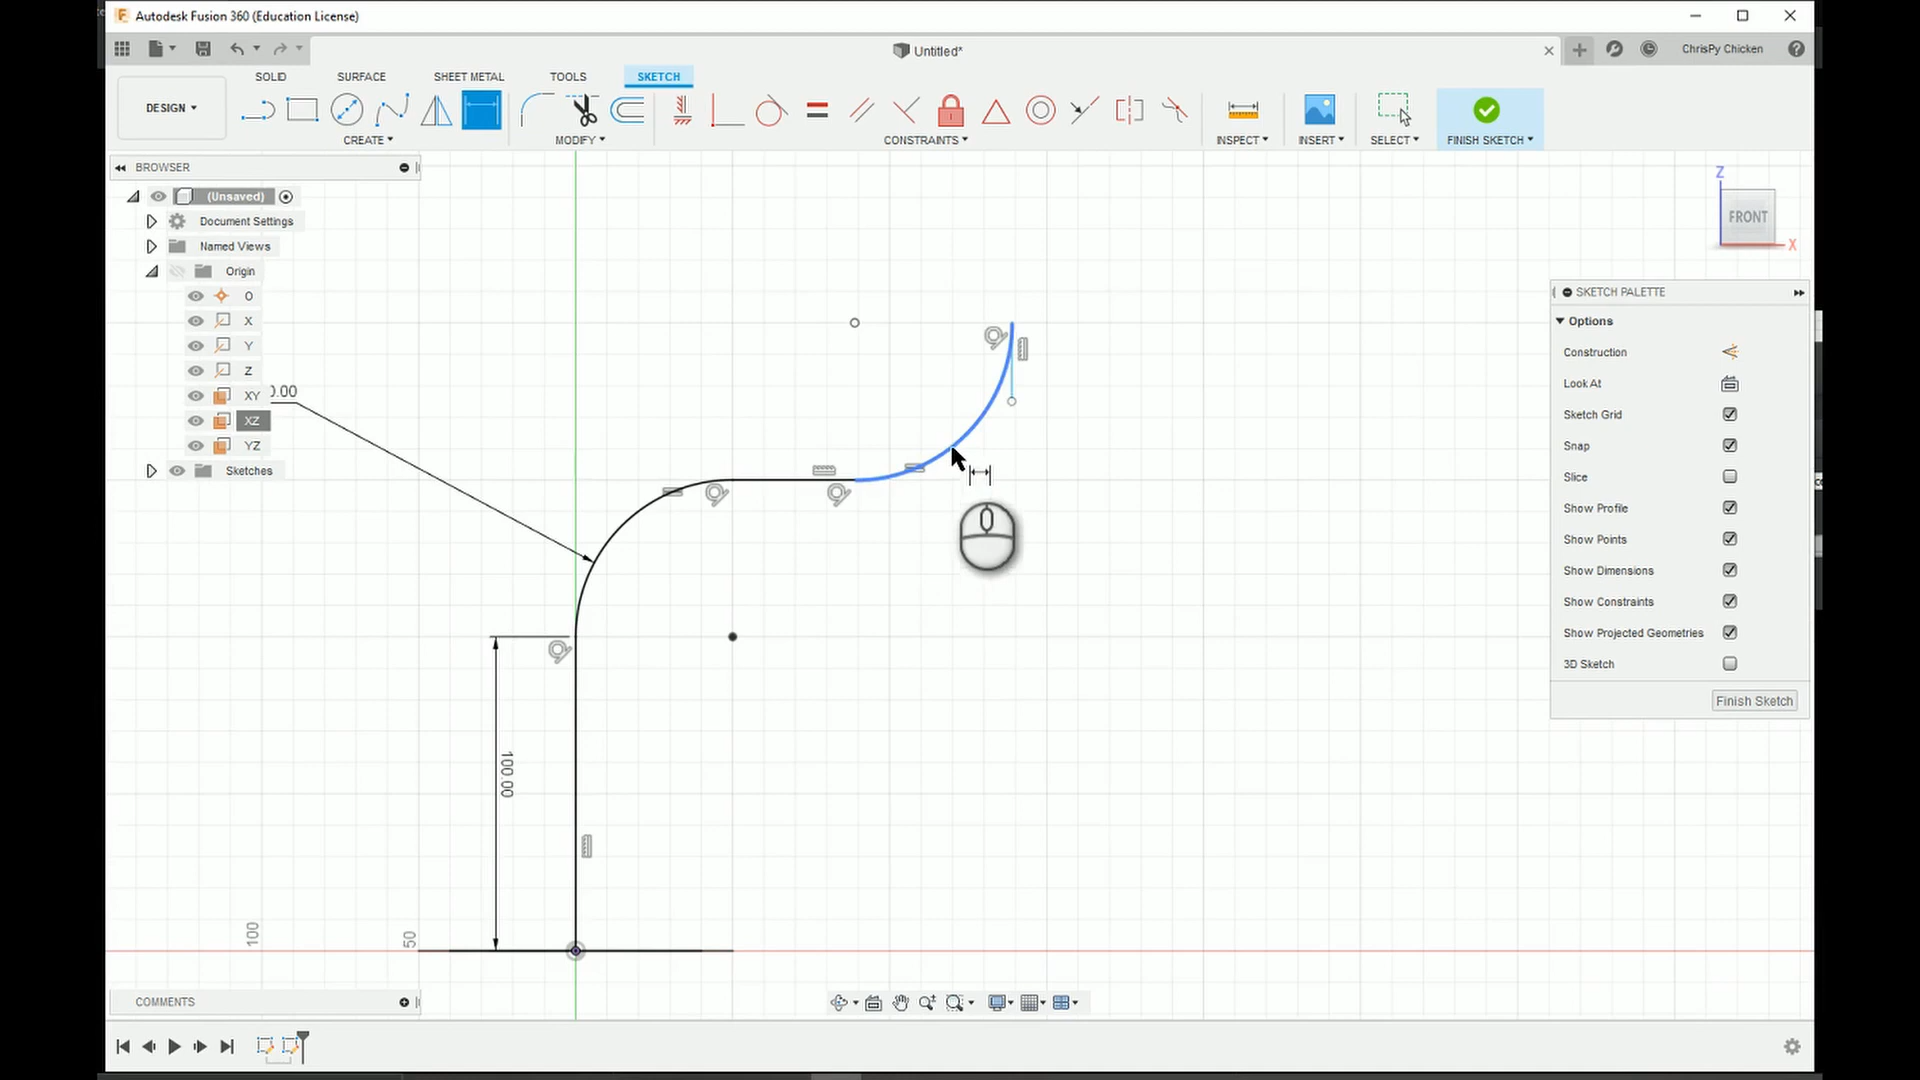 Autodesk Fusion 360 (Education License)
Untitled*
ChrisPy Chicken
DESIGN
SOLID
SURFACE
SHEET METAL
TOOLS
SKETCH
CREATE
MODIFY
CONSTRAINTS
INSPECT
INSERT
SELECT
FINISH SKETCH
BROWSER
(Unsaved)
Document Settings
Named Views
Origin
O
X
Y
Z
XY
XZ
YZ
Sketches
0.00
100.00
100
50
Z
FRONT
X
SKETCH PALETTE
Options
Construction
Look At
Sketch Grid
Snap
Slice
Show Profile
Show Points
Show Dimensions
Show Constraints
Show Projected Geometries
3D Sketch
Finish Sketch
COMMENTS